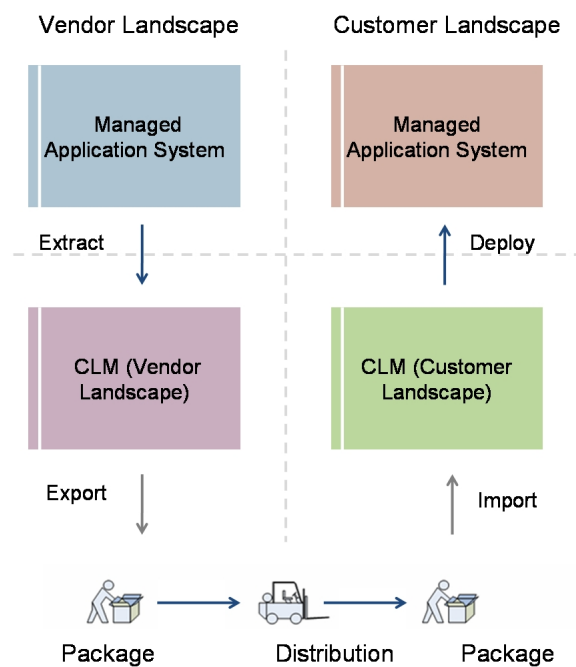 Vendor Landscape
Customer Landscape
Managed
Application System
Managed
Application System
Extract
Deploy
CLM (Vendor
Landscape)
CLM (Customer
Landscape)
Export
Import
Package
Distribution
Package